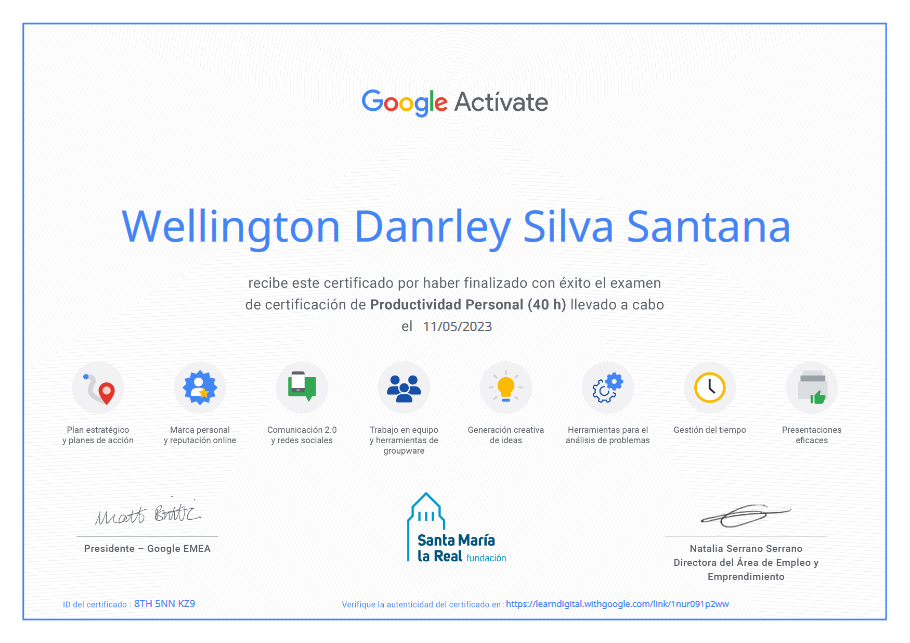 Google Actívate
Wellington Danrley Silva Santana
recibe este certificado por haber finalizado con éxito el examen
de certificación de Productividad Personal (40 h) llevado a cabo
el 11/05/2023
Plan estratégico
y planes de acción
Marca personal
y reputación online
Comunicación 2.0
y redes sociales
Trabajo en equipo
y herramientas de
groupware
Generación creativa
de ideas
Herramientas para el
análisis de problemas
Gestión del tiempo
Presentaciones
eficaces
Presidente – Google EMEA
Santa María
la Real fundación
Natalia Serrano Serrano
Directora del Área de Empleo y
Emprendimiento
ID del certificado : 8TH 5NN KZ9
Verifique la autenticidad del certificado en : https://learndigital.withgoogle.com/link/1nur091p2ww